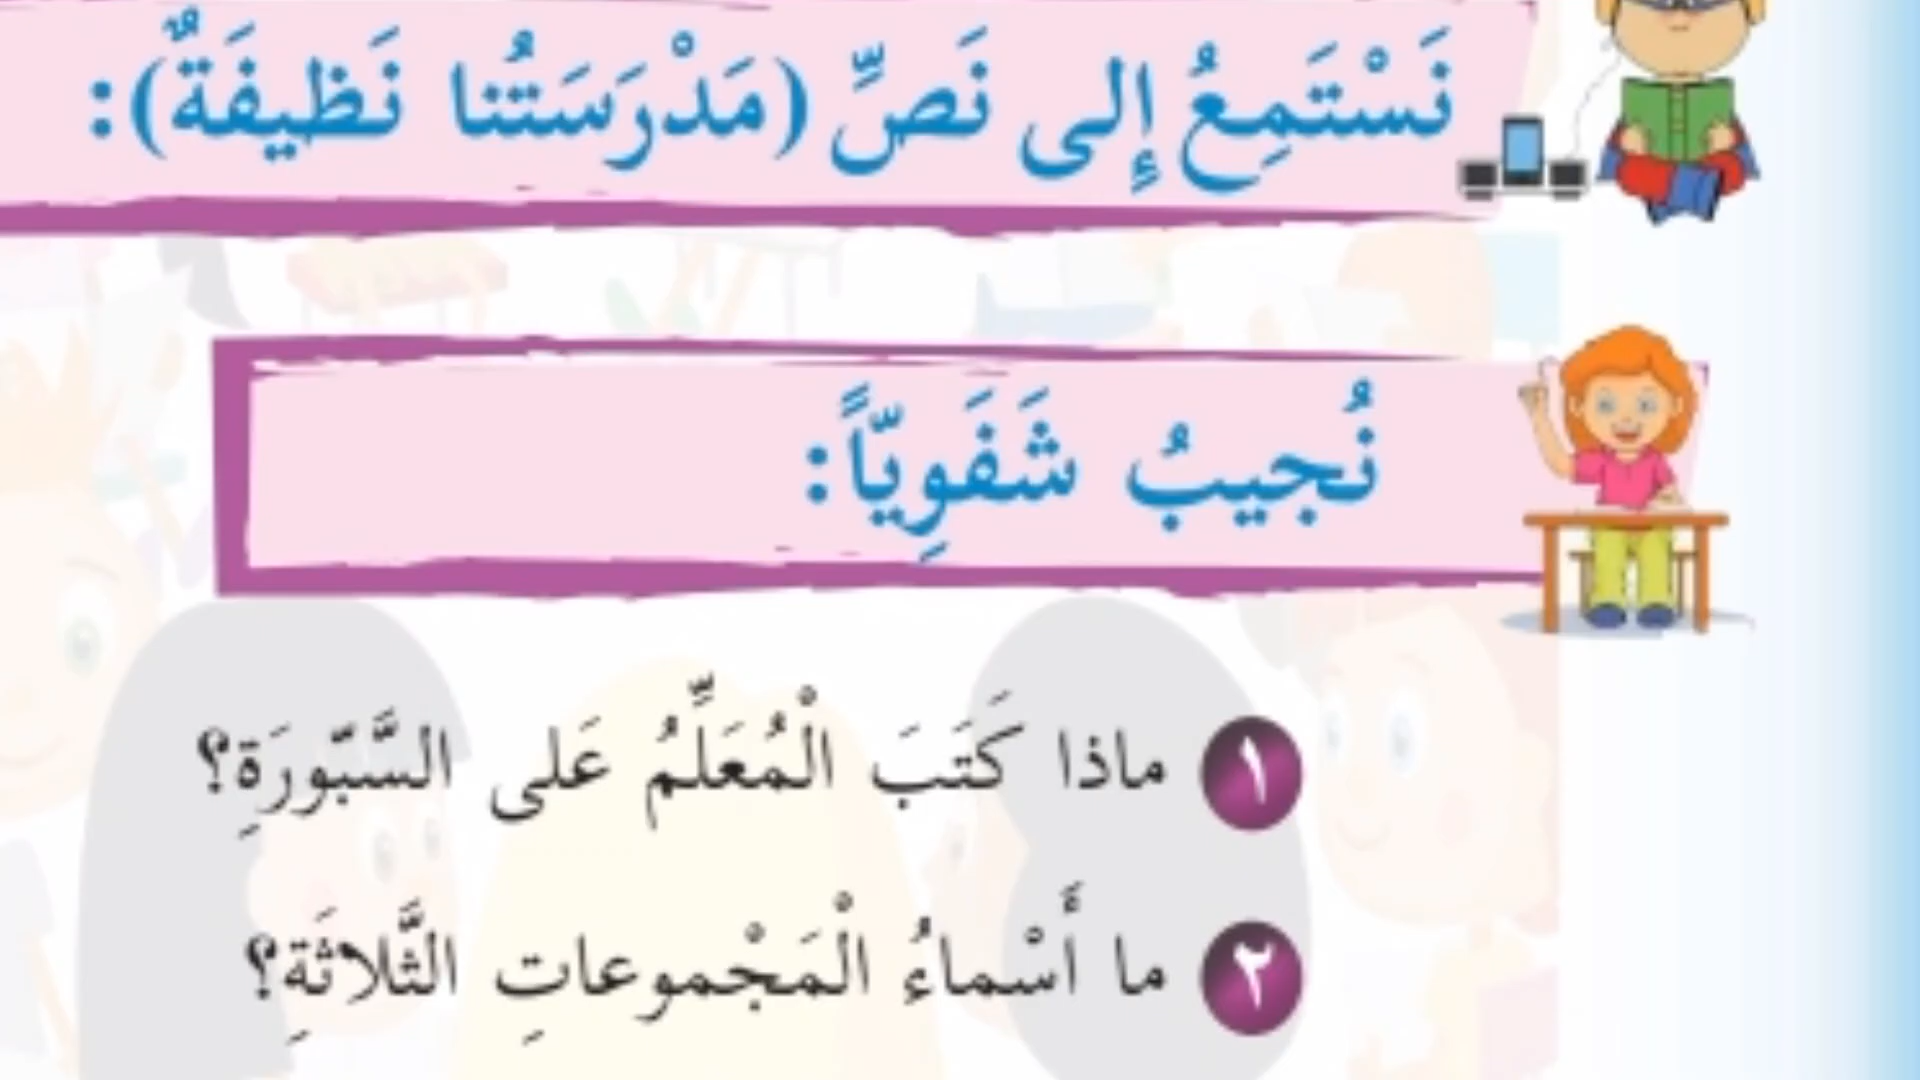 نَسْتَمِعُ إِلى نَصِّ (مَدْرَسَتُنا نَظيفَةٌ):
نُجيبُ شَفَوِيّاً:
١ ماذا كَتَبَ الْمُعَلِّمُ عَلى السَّبّورَةِ؟
٢ ما أَسْماءُ الْمَجْموعاتِ الثَّلاثَةِ؟